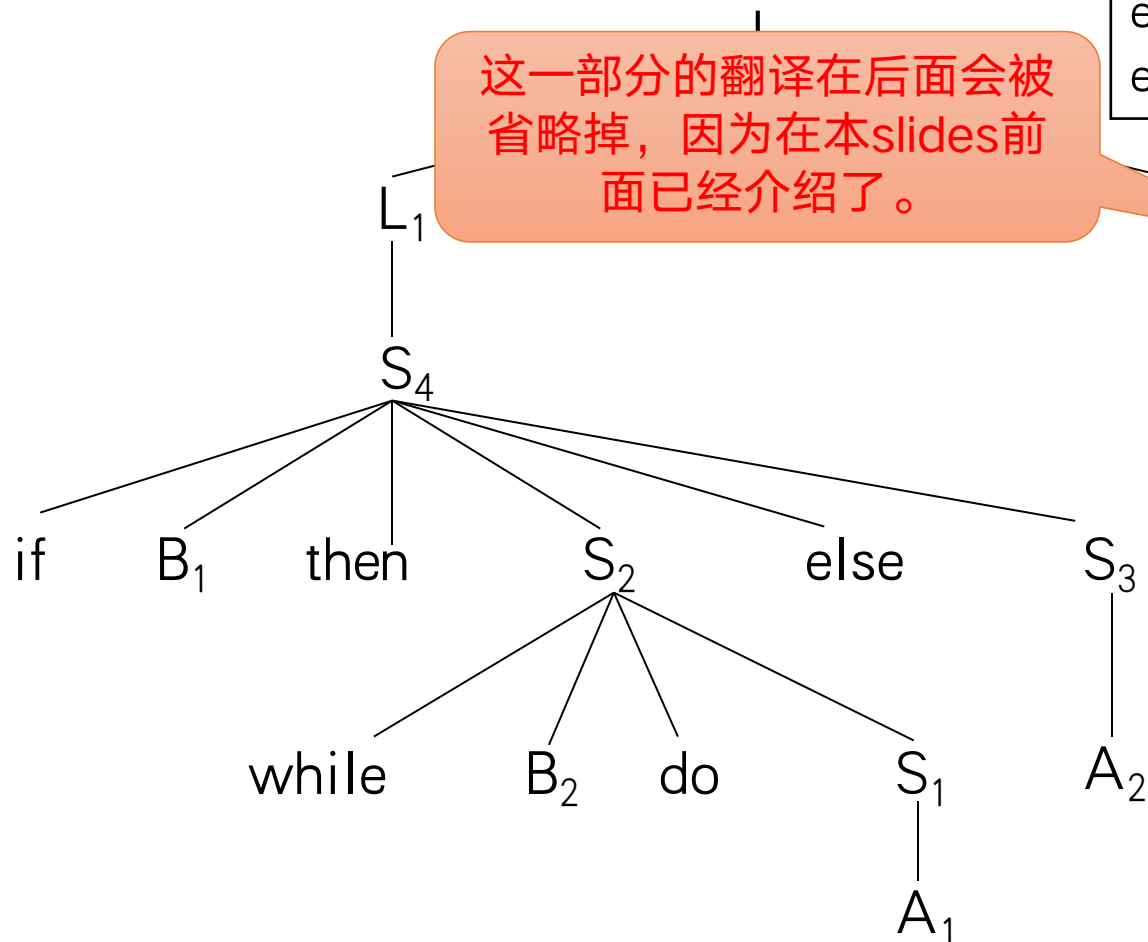 e
e
这一部分的翻译在后面会被
省略掉，因为在本slides前
面已经介绍了。
L1
S4
if B1 then S2 else S3
while B2 do S1 A2
A1